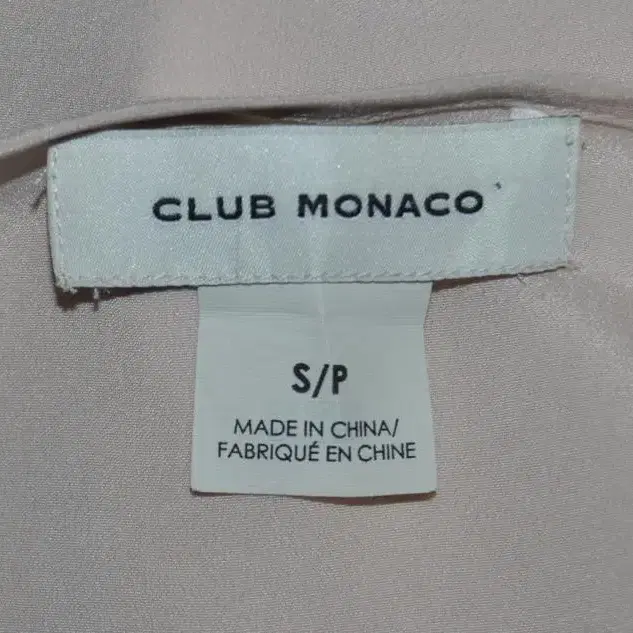 CLUB MONACO
S/P
MADE IN CHINA/
FABRIQUÉ EN CHINE